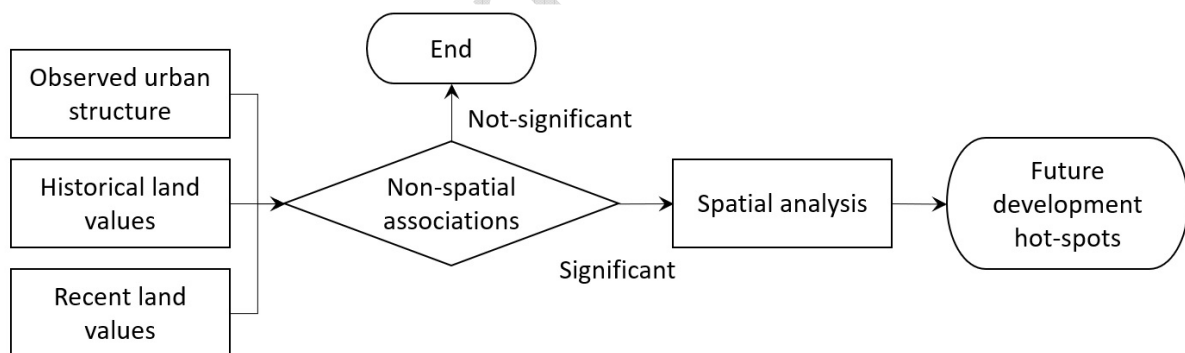 End
Observed urban
structure
Not-significant
Historical land
values
Non-spatial
associations
Spatial analysis
Future
development
hot-spots
Significant
Recent land
values